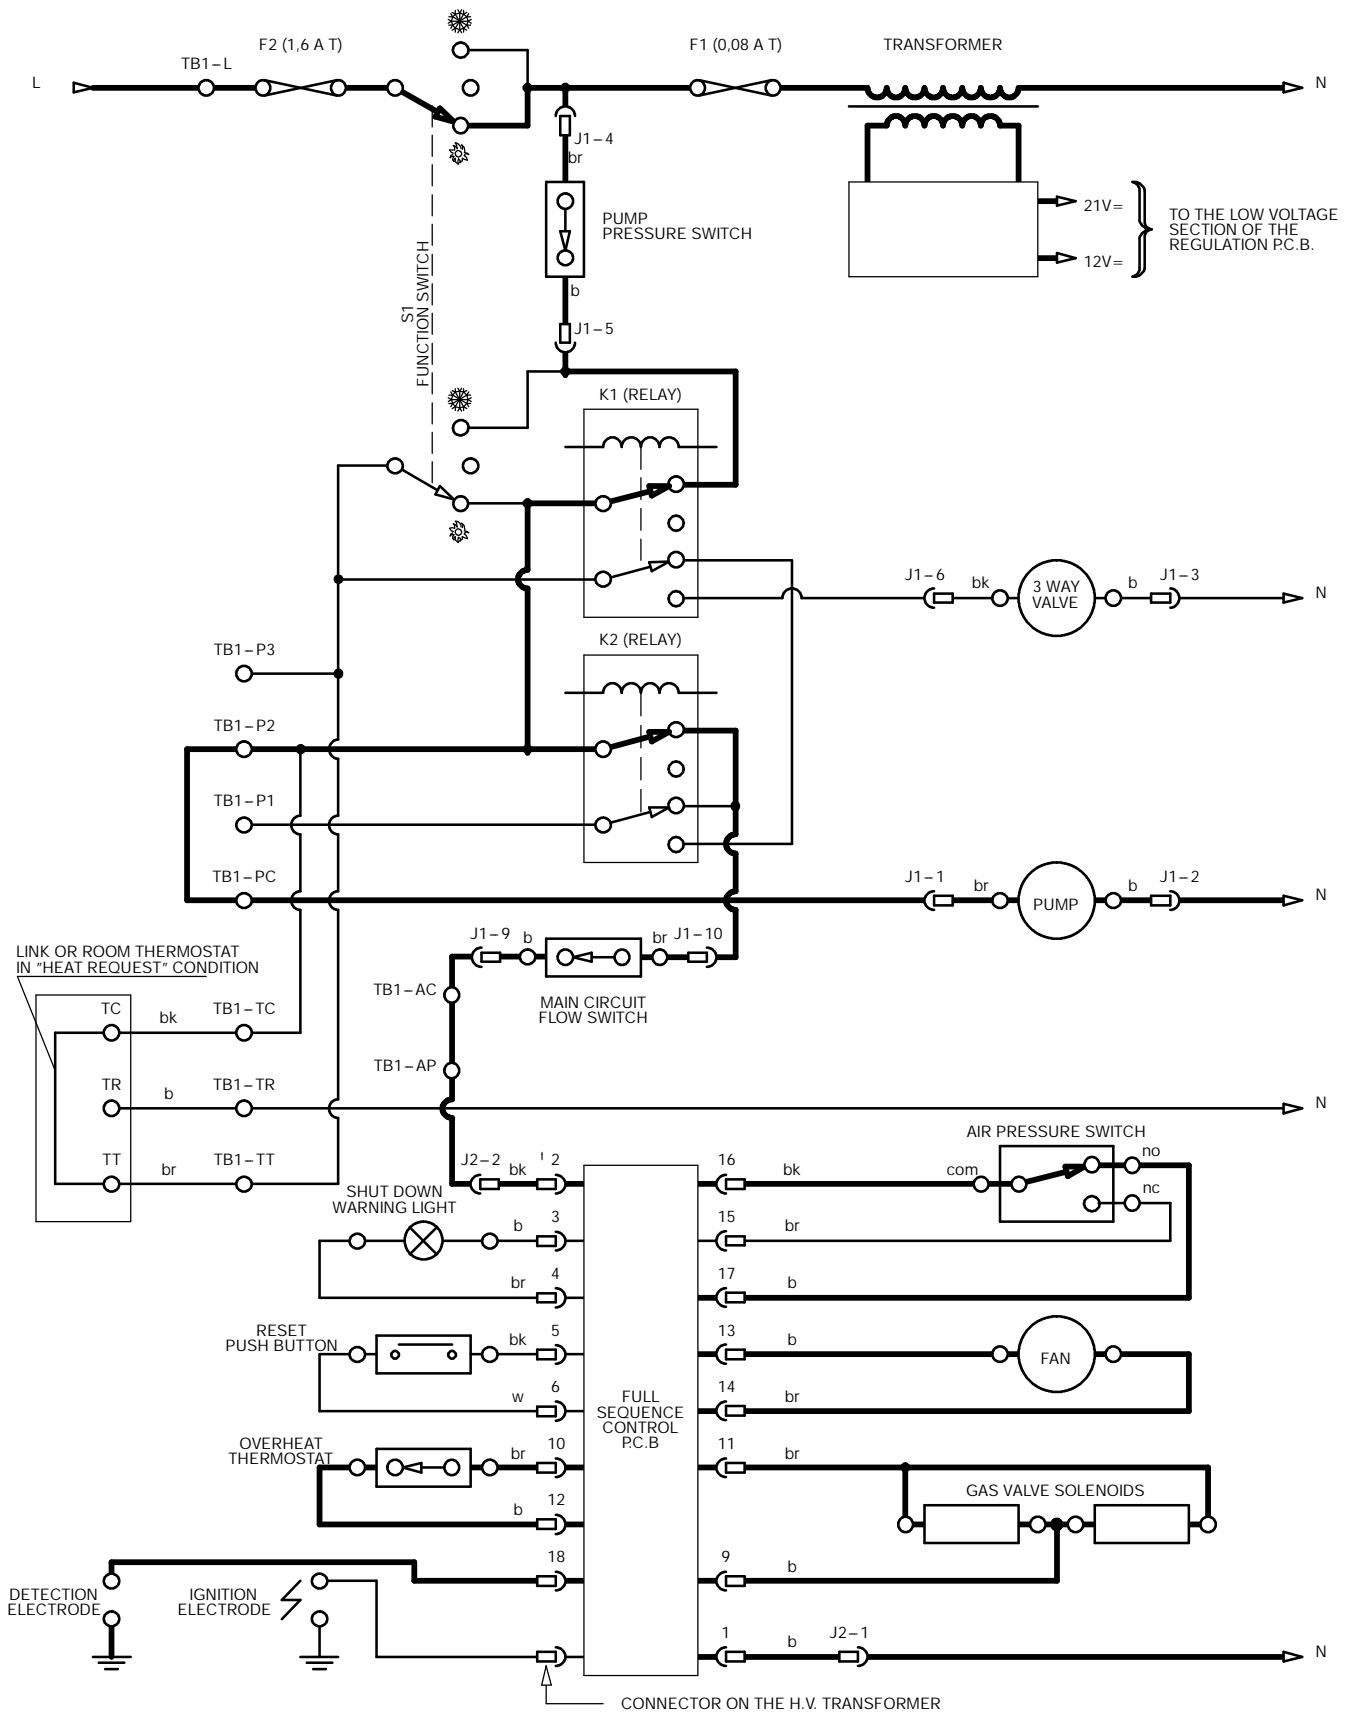 F2 (1,6 A T)
F1 (0,08 A T)
TRANSFORMER
L
TB1–L
N
J1–4
br
PUMP
PRESSURE SWITCH
21V=
12V=
TO THE LOW VOLTAGE
SECTION OF THE
REGULATION P.C.B.
S1
FUNCTION SWITCH
b
J1–5
K1 (RELAY)
J1–6
bk
3 WAY
VALVE
b
J1–3
N
K2 (RELAY)
TB1–P3
TB1–P2
TB1–P1
TB1–PC
J1–1
br
PUMP
b
J1–2
N
J1–9
b
br
J1–10
MAIN CIRCUIT
FLOW SWITCH
LINK OR ROOM THERMOSTAT
IN "HEAT REQUEST" CONDITION
TB1–AC
TC
bk
TB1–TC
TB1–AP
TR
b
TB1–TR
N
TT
br
TB1–TT
AIR PRESSURE SWITCH
J2–2
bk
2
16
bk
com
no
nc
SHUT DOWN
WARNING LIGHT
b
3
15
br
br
4
17
b
RESET
PUSH BUTTON
bk
5
13
b
FAN
w
6
14
br
FULL
SEQUENCE
CONTROL
P.C.B
OVERHEAT
THERMOSTAT
br
10
11
br
GAS VALVE SOLENOIDS
b
12
18
9
b
DETECTION
ELECTRODE
IGNITION
ELECTRODE
1
b
J2–1
N
CONNECTOR ON THE H.V. TRANSFORMER